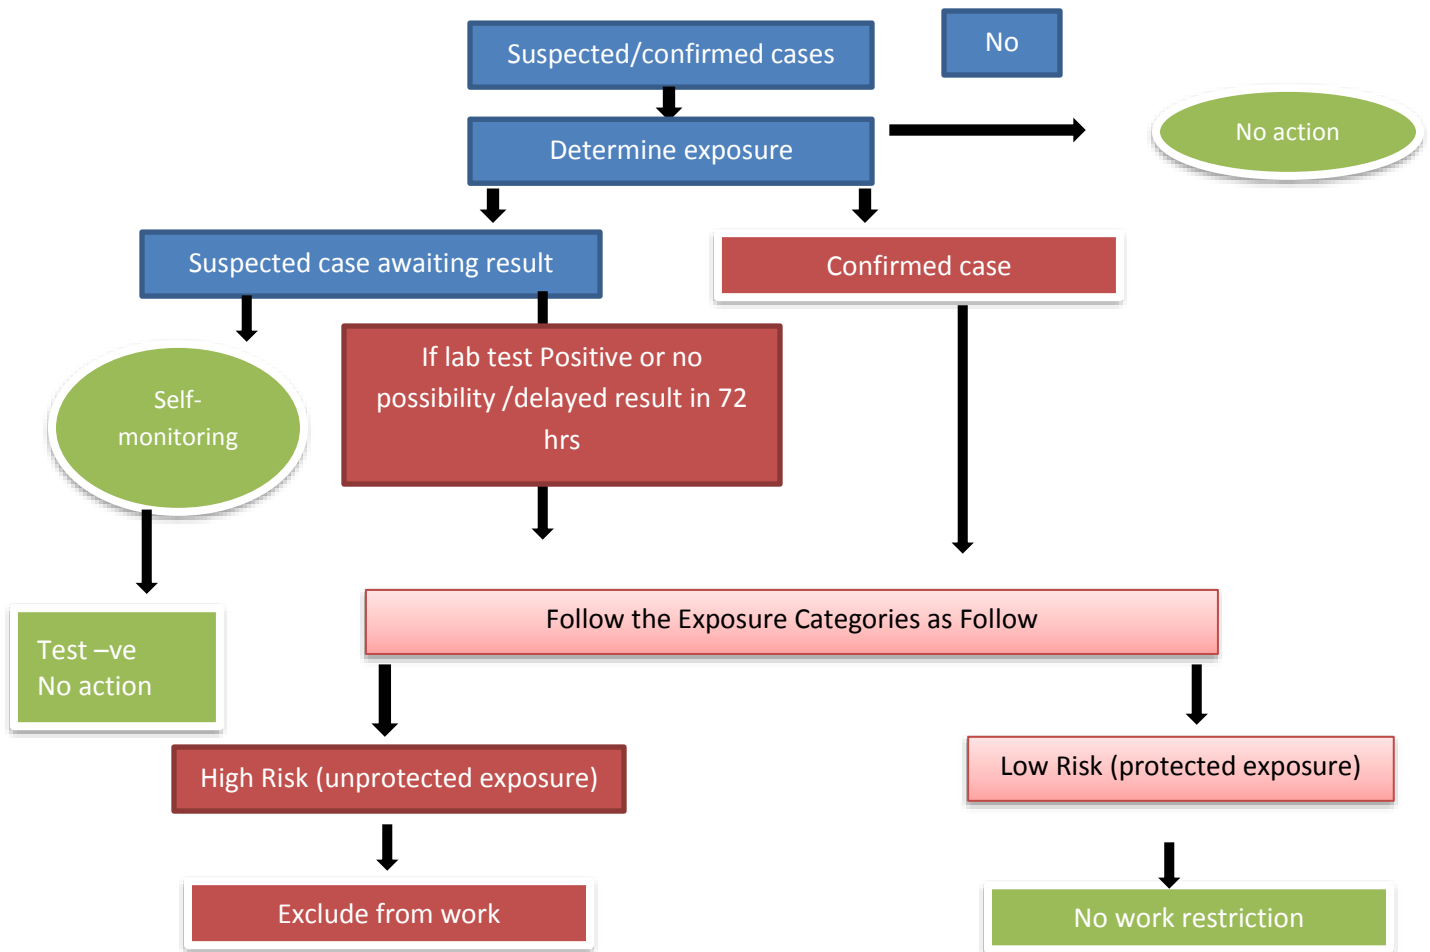 Suspected/confirmed cases
No
Determine exposure
No action
Suspected case awaiting result
Confirmed case
If lab test Positive or no
possibility /delayed result in 72
hrs
Self-
monitoring
Follow the Exposure Categories as Follow
Test –ve
No action
High Risk (unprotected exposure)
Low Risk (protected exposure)
Exclude from work
No work restriction